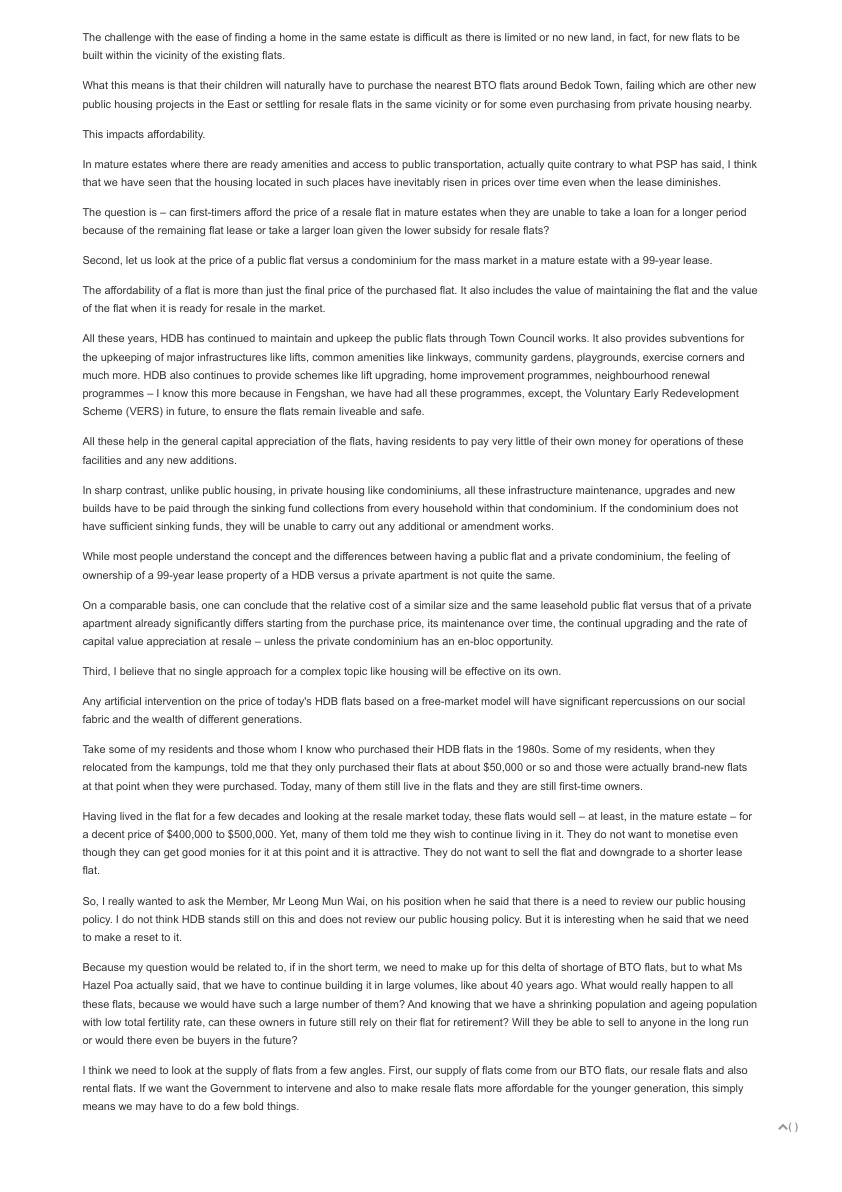 The challenge with the ease of finding a home in the same estate is difficult as there is limited or no new land, in fact, for new flats to be
built within the vicinity of the existing flats.
What this means is that their children will naturally have to purchase the nearest BTO flats around Bedok Town, failing which are other new
public housing projects in the East or settling for resale flats in the same vicinity or for some even purchasing from private housing nearby.
This impacts affordability.
In mature estates where there are ready amenities and access to public transportation, actually quite contrary to what PSP has said, I think
that we have seen that the housing located in such places have inevitably risen in prices over time even when the lease diminishes.
The question is – can first-timers afford the price of a resale flat in mature estates when they are unable to take a loan for a longer period
because of the remaining flat lease or take a larger loan given the lower subsidy for resale flats?
Second, let us look at the price of a public flat versus a condominium for the mass market in a mature estate with a 99-year lease.
The affordability of a flat is more than just the final price of the purchased flat. It also includes the value of maintaining the flat and the value
of the flat when it is ready for resale in the market.
All these years, HDB has continued to maintain and upkeep the public flats through Town Council works. It also provides subventions for
the upkeeping of major infrastructures like lifts, common amenities like linkways, community gardens, playgrounds, exercise corners and
much more. HDB also continues to provide schemes like lift upgrading, home improvement programmes, neighbourhood renewal
programmes – I know this more because in Fengshan, we have had all these programmes, except, the Voluntary Early Redevelopment
Scheme (VERS) in future, to ensure the flats remain liveable and safe.
All these help in the general capital appreciation of the flats, having residents to pay very little of their own money for operations of these
facilities and any new additions.
In sharp contrast, unlike public housing, in private housing like condominiums, all these infrastructure maintenance, upgrades and new
builds have to be paid through the sinking fund collections from every household within that condominium. If the condominium does not
have sufficient sinking funds, they will be unable to carry out any additional or amendment works.
While most people understand the concept and the differences between having a public flat and a private condominium, the feeling of
ownership of a 99-year lease property of a HDB versus a private apartment is not quite the same.
On a comparable basis, one can conclude that the relative cost of a similar size and the same leasehold public flat versus that of a private
apartment already significantly differs starting from the purchase price, its maintenance over time, the continual upgrading and the rate of
capital value appreciation at resale – unless the private condominium has an en-bloc opportunity.
Third, I believe that no single approach for a complex topic like housing will be effective on its own.
Any artificial intervention on the price of today's HDB flats based on a free-market model will have significant repercussions on our social
fabric and the wealth of different generations.
Take some of my residents and those whom I know who purchased their HDB flats in the 1980s. Some of my residents, when they
relocated from the kampungs, told me that they only purchased their flats at about $50,000 or so and those were actually brand-new flats
at that point when they were purchased. Today, many of them still live in the flats and they are still first-time owners.
Having lived in the flat for a few decades and looking at the resale market today, these flats would sell – at least, in the mature estate – for
a decent price of $400,000 to $500,000. Yet, many of them told me they wish to continue living in it. They do not want to monetise even
though they can get good monies for it at this point and it is attractive. They do not want to sell the flat and downgrade to a shorter lease
flat.
So, I really wanted to ask the Member, Mr Leong Mun Wai, on his position when he said that there is a need to review our public housing
policy. I do not think HDB stands still on this and does not review our public housing policy. But it is interesting when he said that we need
to make a reset to it.
Because my question would be related to, if in the short term, we need to make up for this delta of shortage of BTO flats, but to what Ms
Hazel Poa actually said, that we have to continue building it in large volumes, like about 40 years ago. What would really happen to all
these flats, because we would have such a large number of them? And knowing that we have a shrinking population and ageing population
with low total fertility rate, can these owners in future still rely on their flat for retirement? Will they be able to sell to anyone in the long run
or would there even be buyers in the future?
I think we need to look at the supply of flats from a few angles. First, our supply of flats come from our BTO flats, our resale flats and also
rental flats. If we want the Government to intervene and also to make resale flats more affordable for the younger generation, this simply
means we may have to do a few bold things.
( )